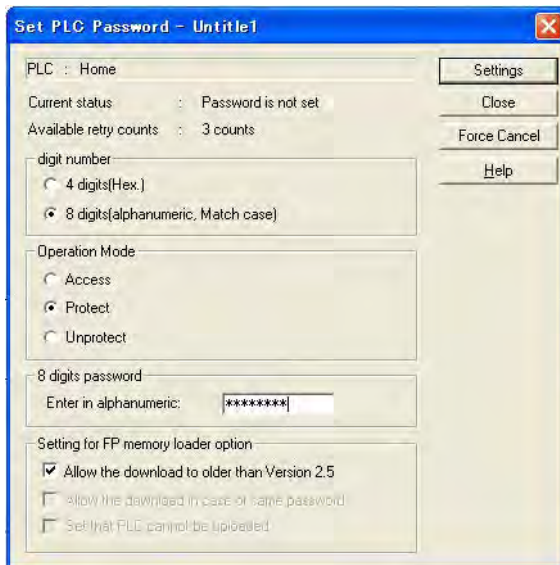 Set PLC Password - Untitle1
PLC : Home
Settings
Current status : Password is not set
Close
Available retry counts : 3 counts
Force Cancel
digit number
Help
4 digits(Hex.)
8 digits(alphanumeric, Match case)
Operation Mode
Access
Protect
Unprotect
8 digits password
Enter in alphanumeric: ********
Setting for FP memory loader option
Allow the download to older than Version 2.5
Allow the download in case of same password
Set that PLC cannot be uploaded